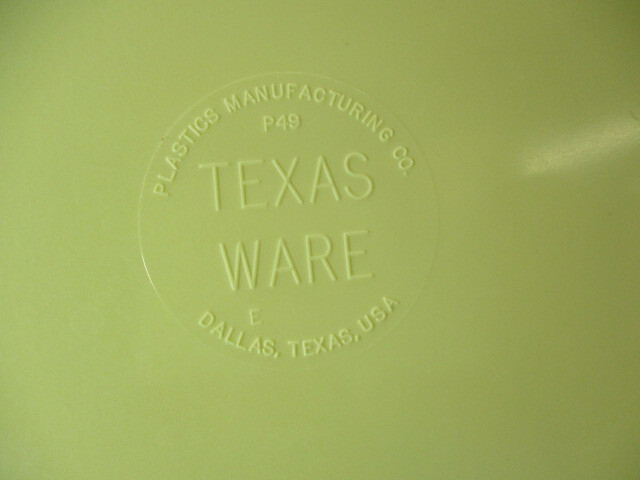 PLASTICS MANUFACTURING CO.
P49
TEXAS
WARE
E
DALLAS, TEXAS, USA